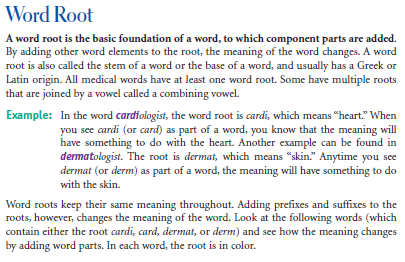 Word Root
A word root is the basic foundation of a word, to which component parts are added.
By adding other word elements to the root, the meaning of the word changes. A word
root is also called the stem of a word or the base of a word, and usually has a Greek or
Latin origin. All medical words have at least one word root. Some have multiple roots
that are joined by a vowel called a combining vowel.
Example: In the word cardiologist, the word root is cardi, which means “heart.” When
you see cardi (or card) as part of a word, you know that the meaning will
have something to do with the heart. Another example can be found in
dermatologist. The root is dermat, which means “skin.” Anytime you see
dermat (or derm) as part of a word, the meaning will have something to do
with the skin.
Word roots keep their same meaning throughout. Adding prefixes and suffixes to the
roots, however, changes the meaning of the word. Look at the following words (which
contain either the root cardi, card, dermat, or derm) and see how the meaning changes
by adding word parts. In each word, the root is in color.